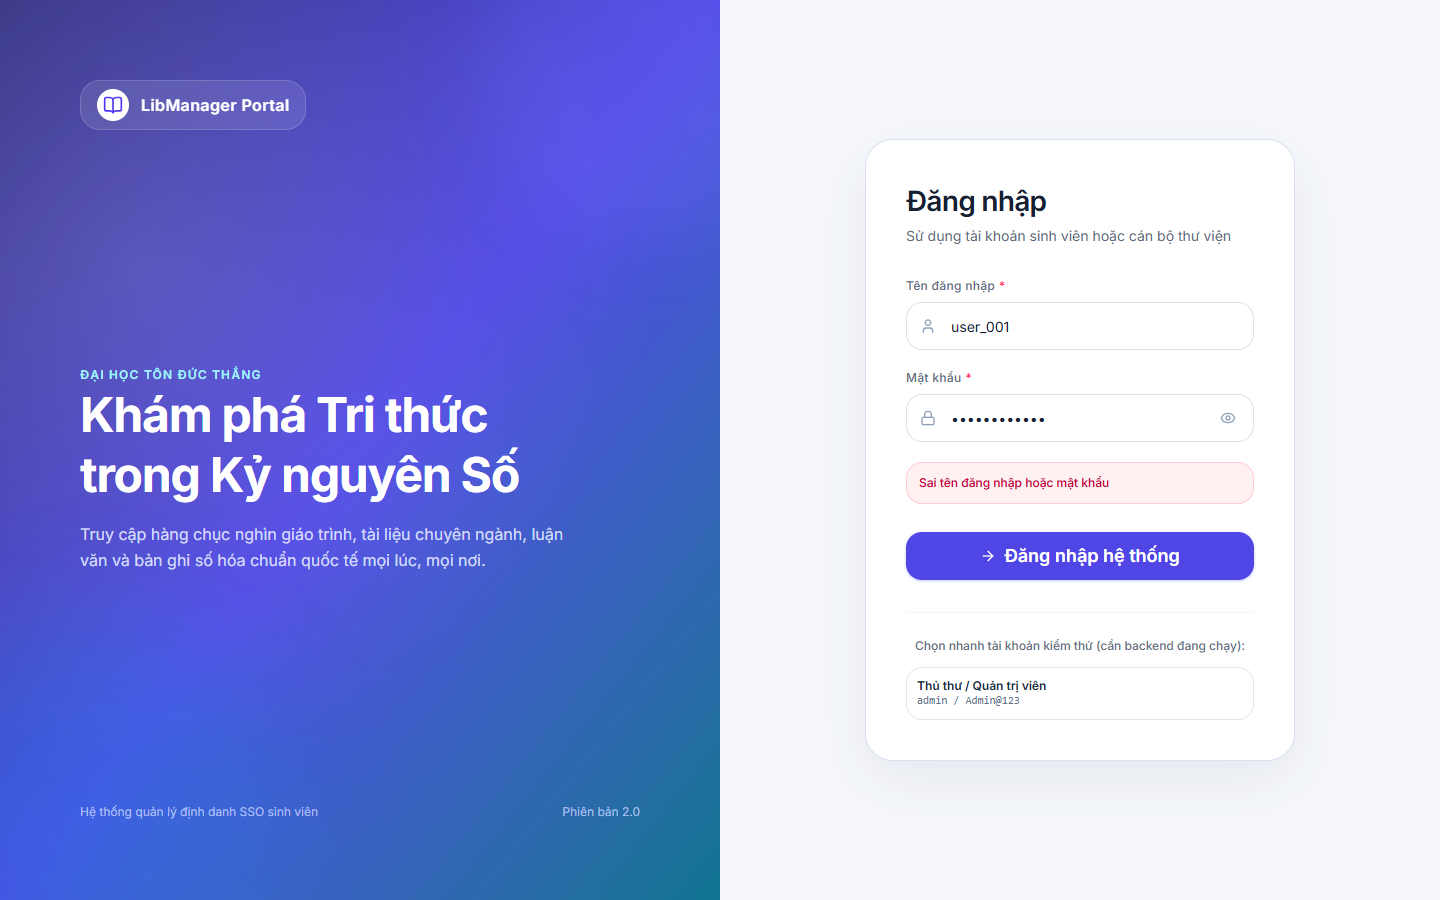 LibManager Portal
ĐẠI HỌC TÔN ĐỨC THẮNG
Khám phá Tri thức
trong Kỷ nguyên Số
Truy cập hàng chục nghìn giáo trình, tài liệu chuyên ngành, luận
văn và bản ghi số hóa chuẩn quốc tế mọi lúc, mọi nơi.
Hệ thống quản lý định danh SSO sinh viên
Phiên bản 2.0
Đăng nhập
Sử dụng tài khoản sinh viên hoặc cán bộ thư viện
Tên đăng nhập *
user_001
Mật khẩu *
••••••••••••
Sai tên đăng nhập hoặc mật khẩu
→ Đăng nhập hệ thống
Chọn nhanh tài khoản kiểm thử (cần backend đang chạy):
Thủ thư / Quản trị viên
admin / Admin@123